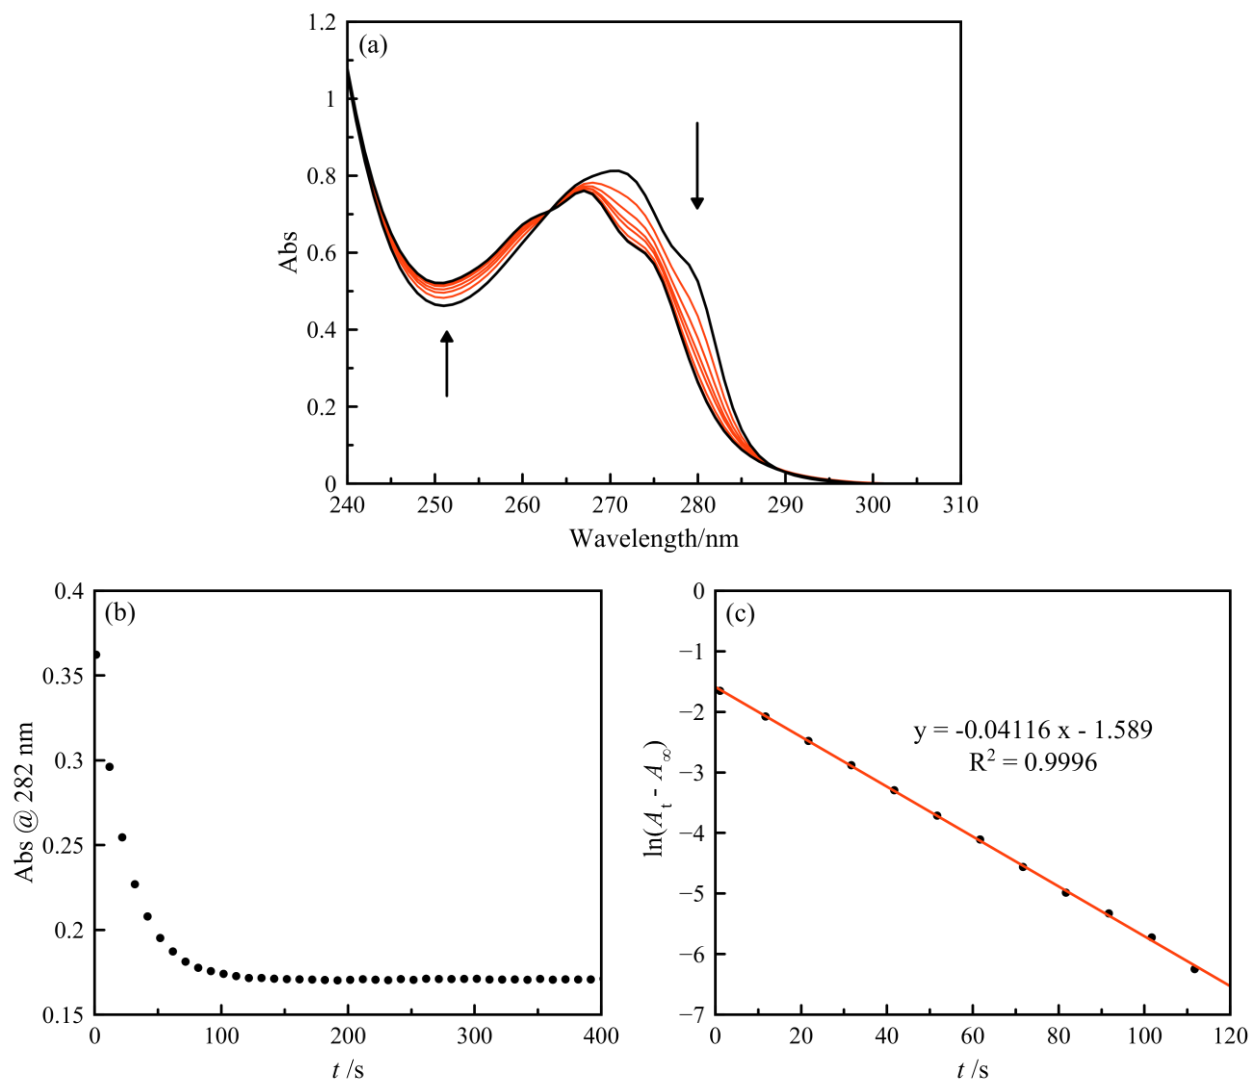 (a)
1.2
1
0.8
0.6
0.4
0.2
0
Abs
240 250 260 270 280 290 300 310
Wavelength/nm
(b)
0.4
0.35
0.3
0.25
0.2
0.15
Abs @ 282 nm
0 100 200 300 400
t /s
(c)
0
−1
−2
−3
−4
−5
−6
−7
ln(Aₜ - A∞)
y = -0.04116 x - 1.589
R² = 0.9996
0 20 40 60 80 100 120
t /s